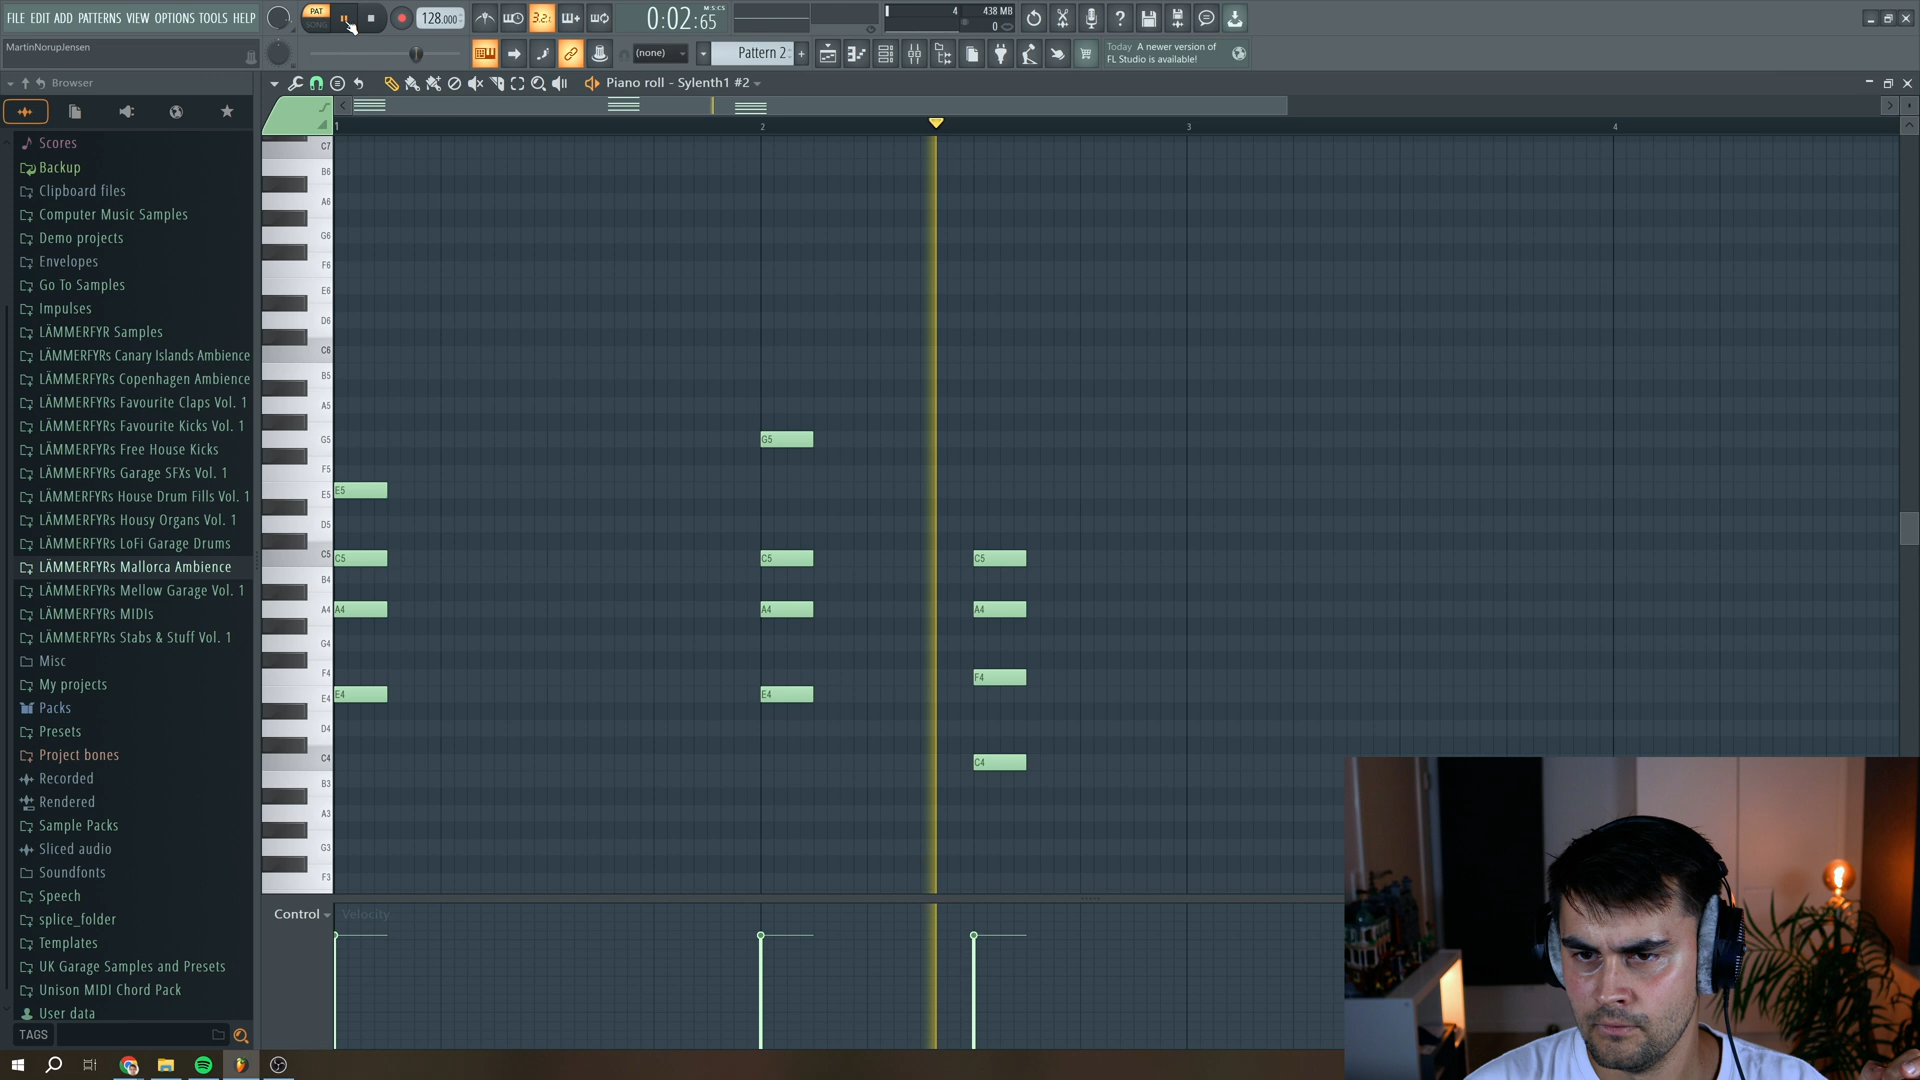 FILE EDIT ADD PATTERNS VIEW OPTIONS TOOLS HELP
PAT
SONG
128.000
3.2.
0:02:65
M:S:CS
4
438 MB
0
MartinNorupJensen
(none)
Pattern 2
Today A newer version of
FL Studio is available!
Browser
Piano roll - Sylenth1 #2
1
2
3
4
Scores
Backup
Clipboard files
Computer Music Samples
Demo projects
Envelopes
Go To Samples
Impulses
LÄMMERFYR Samples
LÄMMERFYRs Canary Islands Ambience
LÄMMERFYRs Copenhagen Ambience
LÄMMERFYRs Favourite Claps Vol. 1
LÄMMERFYRs Favourite Kicks Vol. 1
LÄMMERFYRs Free House Kicks
LÄMMERFYRs Garage SFXs Vol. 1
LÄMMERFYRs House Drum Fills Vol. 1
LÄMMERFYRs Housy Organs Vol. 1
LÄMMERFYRs LoFi Garage Drums
LÄMMERFYRs Mallorca Ambience
LÄMMERFYRs Mellow Garage Vol. 1
LÄMMERFYRs MIDIs
LÄMMERFYRs Stabs & Stuff Vol. 1
Misc
My projects
Packs
Presets
Project bones
Recorded
Rendered
Sample Packs
Sliced audio
Soundfonts
Speech
splice_folder
Templates
UK Garage Samples and Presets
Unison MIDI Chord Pack
User data
TAGS
C7
B6
A6
G6
F6
E6
D6
C6
B5
A5
G5
F5
E5
D5
C5
B4
A4
G4
F4
E4
D4
C4
B3
A3
G3
F3
E5
C5
A4
E4
G5
C5
A4
E4
C5
A4
F4
C4
Control
Velocity